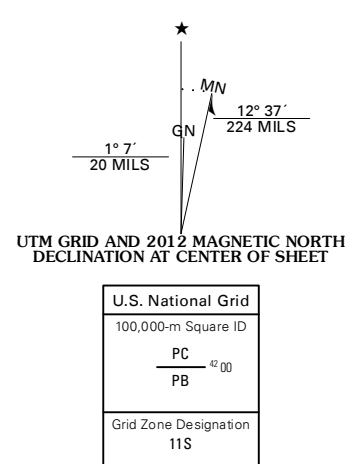 ★
MN
GN
12° 37´
224 MILS
1° 7´
20 MILS
UTM GRID AND 2012 MAGNETIC NORTH
DECLINATION AT CENTER OF SHEET
U.S. National Grid
100,000-m Square ID
PC
42 00
PB
Grid Zone Designation
11S